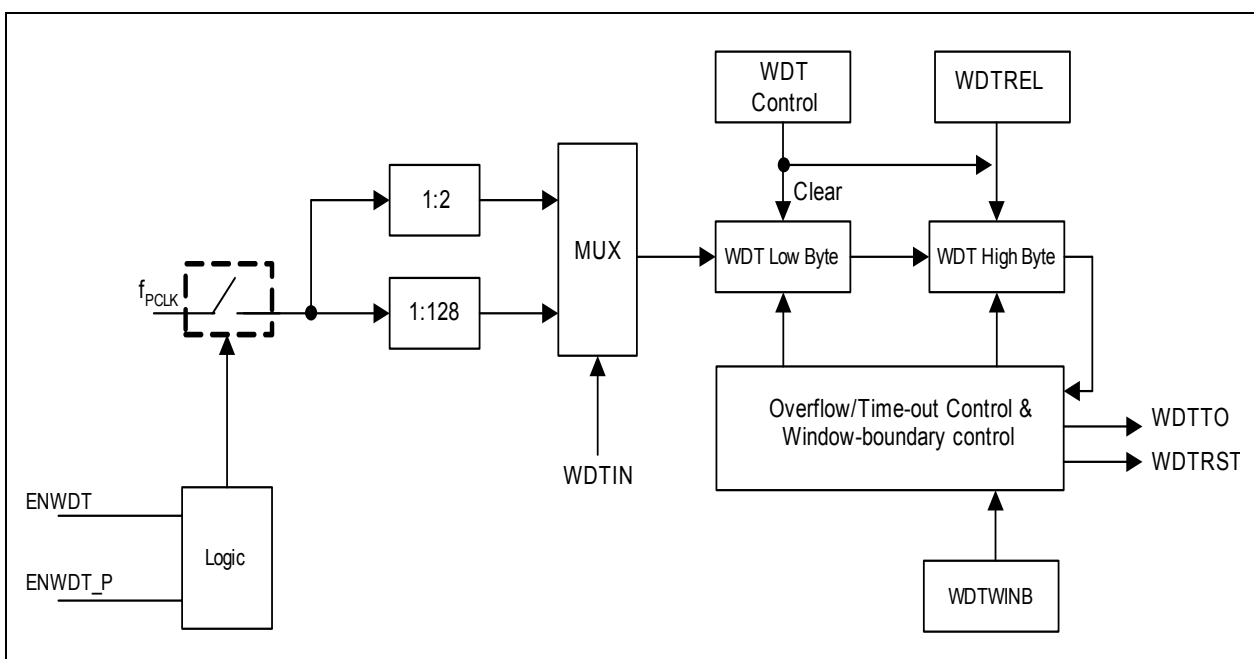 WDT
Control
WDTREL
1:2
Clear
MUX
WDT Low Byte
WDT High Byte
fPCLK
1:128
Overflow/Time-out Control &
Window-boundary control
WDTTO
WDTRST
WDTIN
ENWDT
Logic
ENWDT_P
WDTWINB